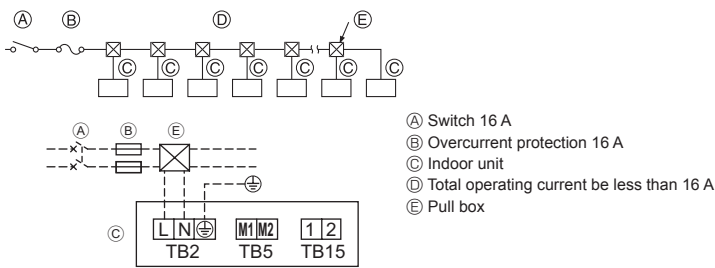 Ⓐ Ⓑ Ⓓ Ⓔ
Ⓒ Ⓒ Ⓒ Ⓒ Ⓒ Ⓒ Ⓒ
Ⓐ Switch 16 A
Ⓑ Overcurrent protection 16 A
Ⓒ Indoor unit
Ⓓ Total operating current be less than 16 A
Ⓔ Pull box
Ⓐ Ⓑ Ⓔ
Ⓒ L N M1 M2 1 2
TB2 TB5 TB15